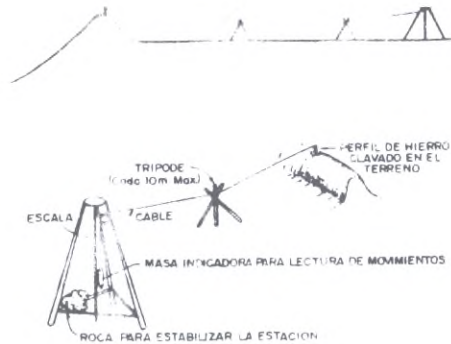 PERFIL DE HIERRO
CLAVADO EN EL
TERRENO
TRIPODE
(Cada 10m Max)
ESCALA
CABLE
MASA INDICADORA PARA LECTURA DE MOVIMIENTOS
ROCA PARA ESTABILIZAR LA ESTACION